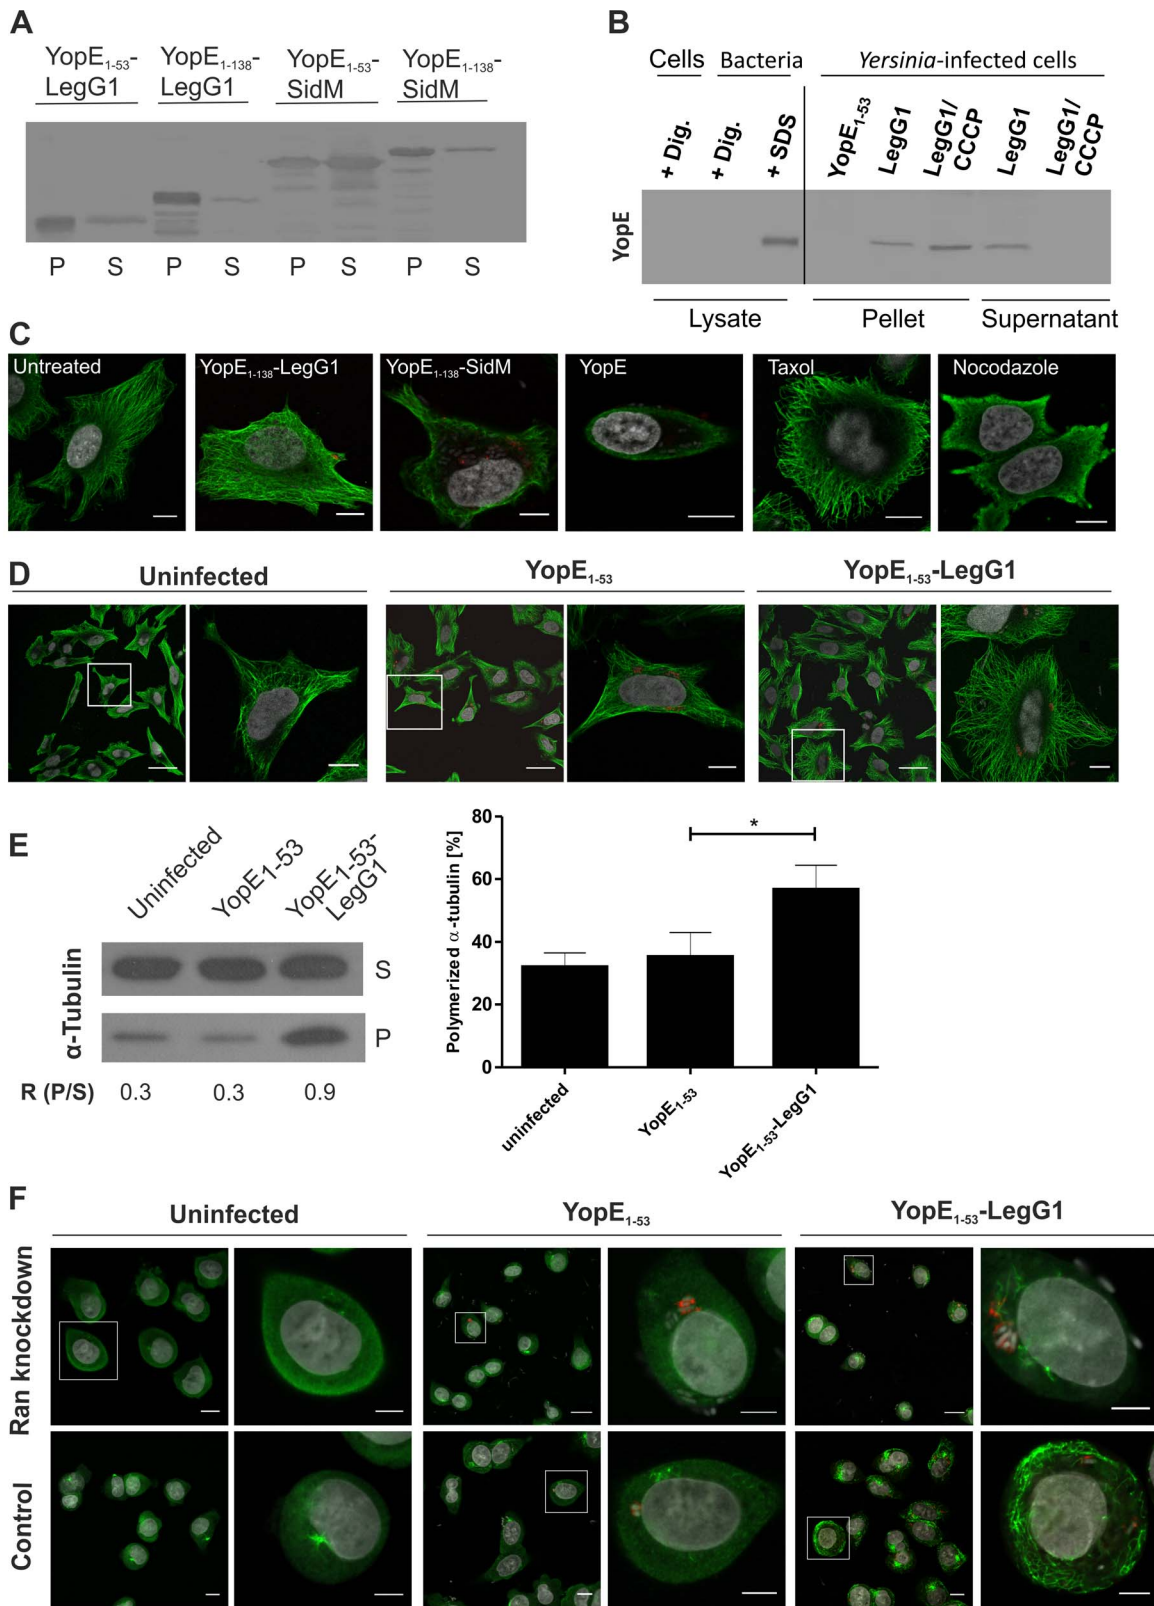 A
YopE1-53-LegG1
YopE1-138-LegG1
YopE1-53-SidM
YopE1-138-SidM
P S P S P S P S
B
Cells Bacteria Yersinia-infected cells
+ Dig.
+ Dig.
+ SDS
YopE1-53
LegG1
LegG1/CCCP
LegG1
LegG1/CCCP
YopE
Lysate Pellet Supernatant
C
Untreated
YopE1-138-LegG1
YopE1-138-SidM
YopE
Taxol
Nocodazole
D
Uninfected
YopE1-53
YopE1-53-LegG1
E
Uninfected
YopE1-53
YopE1-53-LegG1
α-Tubulin
S
P
R (P/S) 0.3 0.3 0.9
Polymerized α-tubulin [%]
80
60
40
20
0
*
uninfected
YopE1-53
YopE1-53-LegG1
F
Uninfected
YopE1-53
YopE1-53-LegG1
Ran knockdown
Control